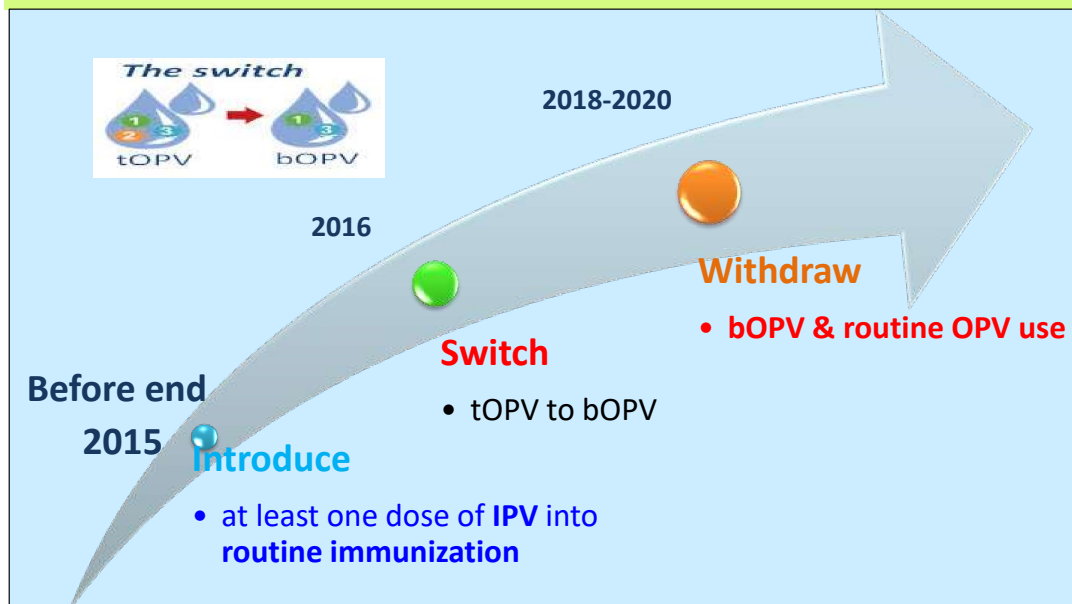 The switch
1
2
3
1
3
tOPV
bOPV
2018-2020
2016
Withdraw
• bOPV & routine OPV use
Switch
• tOPV to bOPV
Before end
2015
Introduce
• at least one dose of IPV into
routine immunization